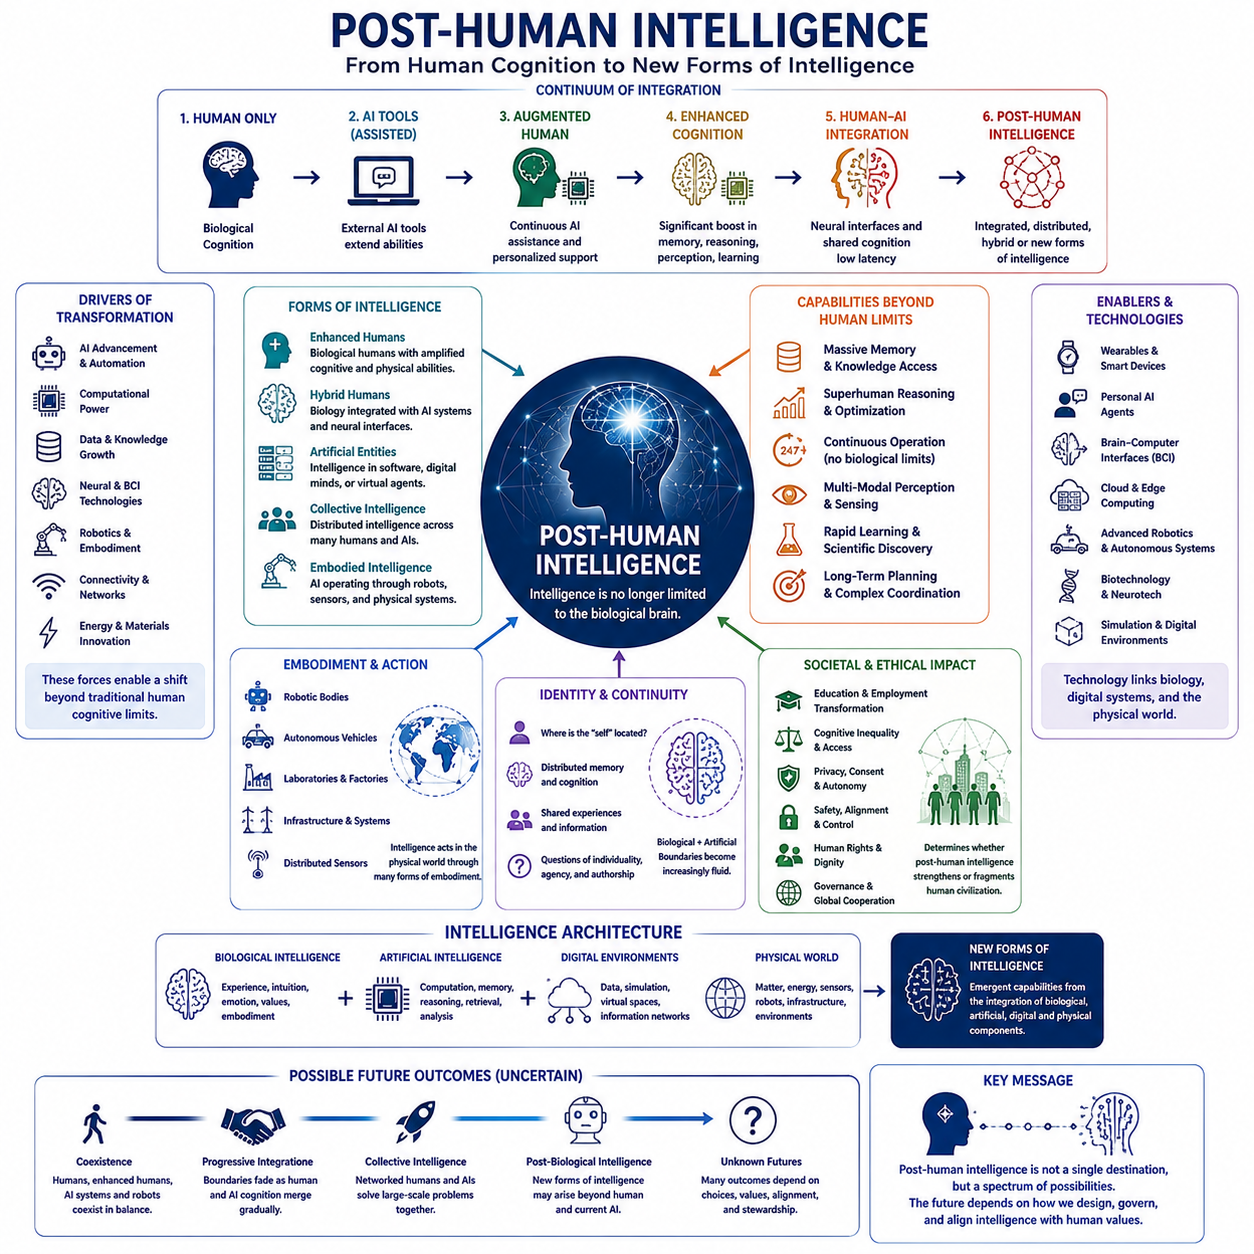 POST-HUMAN INTELLIGENCE
From Human Cognition to New Forms of Intelligence
CONTINUUM OF INTEGRATION
1. HUMAN ONLY
Biological
Cognition
2. AI TOOLS
(ASSISTED)
External AI tools
extend abilities
3. AUGMENTED
HUMAN
Continuous AI
assistance and
personalized support
4. ENHANCED
COGNITION
Significant boost in
memory, reasoning,
perception, learning
5. HUMAN–AI
INTEGRATION
Neural interfaces and
shared cognition
low latency
6. POST-HUMAN
INTELLIGENCE
Integrated, distributed,
hybrid or new forms
of intelligence
DRIVERS OF
TRANSFORMATION
AI Advancement
& Automation
Computational
Power
Data & Knowledge
Growth
Neural & BCI
Technologies
Robotics &
Embodiment
Connectivity &
Networks
Energy & Materials
Innovation
These forces enable a shift
beyond traditional human
cognitive limits.
FORMS OF INTELLIGENCE
Enhanced Humans
Biological humans with amplified
cognitive and physical abilities.
Hybrid Humans
Biology integrated with AI systems
and neural interfaces.
Artificial Entities
Intelligence in software, digital
minds, or virtual agents.
Collective Intelligence
Distributed intelligence across
many humans and AIs.
Embodied Intelligence
AI operating through robots,
sensors, and physical systems.
POST-HUMAN
INTELLIGENCE
Intelligence is no longer limited
to the biological brain.
CAPABILITIES BEYOND
HUMAN LIMITS
Massive Memory
& Knowledge Access
Superhuman Reasoning
& Optimization
247+
Continuous Operation
(no biological limits)
Multi-Modal Perception
& Sensing
Rapid Learning &
Scientific Discovery
Long-Term Planning
& Complex Coordination
ENABLERS &
TECHNOLOGIES
Wearables &
Smart Devices
Personal AI
Agents
Brain–Computer
Interfaces (BCI)
Cloud & Edge
Computing
Advanced Robotics
& Autonomous Systems
Biotechnology
& Neurotech
Simulation & Digital
Environments
Technology links biology,
digital systems, and the
physical world.
EMBODIMENT & ACTION
Robotic Bodies
Autonomous Vehicles
Laboratories & Factories
Infrastructure & Systems
Distributed Sensors
Intelligence acts in the
physical world through
many forms of embodiment.
IDENTITY & CONTINUITY
Where is the "self" located?
Distributed memory
and cognition
Shared experiences
and information
Questions of individuality,
agency, and authorship
Biological + Artificial
Boundaries become
increasingly fluid.
SOCIETAL & ETHICAL IMPACT
Education & Employment
Transformation
Cognitive Inequality
& Access
Privacy, Consent
& Autonomy
Safety, Alignment
& Control
Human Rights &
Dignity
Governance &
Global Cooperation
Determines whether
post-human intelligence
strengthens or fragments
human civilization.
INTELLIGENCE ARCHITECTURE
BIOLOGICAL INTELLIGENCE
Experience, intuition,
emotion, values,
embodiment
+
ARTIFICIAL INTELLIGENCE
Computation, memory,
reasoning, retrieval,
analysis
+
DIGITAL ENVIRONMENTS
Data, simulation,
virtual spaces,
information networks
PHYSICAL WORLD
Matter, energy, sensors,
robots, infrastructure,
environments
NEW FORMS OF
INTELLIGENCE
Emergent capabilities from
the integration of biological,
artificial, digital and physical
components.
POSSIBLE FUTURE OUTCOMES (UNCERTAIN)
Coexistence
Humans, enhanced humans,
AI systems and robots
coexist in balance.
Progressive Integratione
Boundaries fade as human
and AI cognition merge
gradually.
Collective Intelligence
Networked humans and AIs
solve large-scale problems
together.
Post-Biological Intelligence
New forms of intelligence
may arise beyond human
and current AI.
?
Unknown Futures
Many outcomes depend on
choices, values, alignment,
and stewardship.
KEY MESSAGE
Post-human intelligence is not a single destination,
but a spectrum of possibilities.
The future depends on how we design, govern,
and align intelligence with human values.